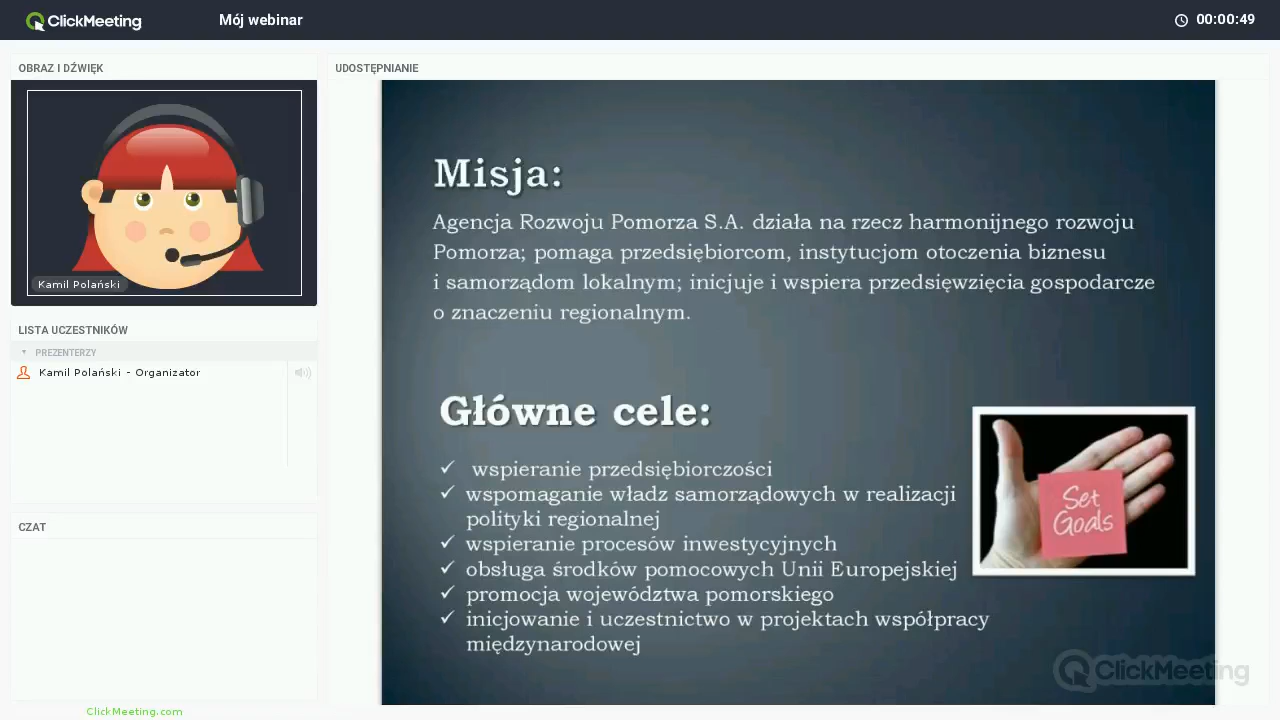 ClickMeeting
Mój webinar
00:00:49
OBRAZ I DŹWIĘK
Kamil Polański
LISTA UCZESTNIKÓW
PREZENTERZY
Kamil Polański - Organizator
CZAT
ClickMeeting.com
UDOSTĘPNIANIE
Misja:
Agencja Rozwoju Pomorza S.A. działa na rzecz harmonijnego rozwoju
Pomorza; pomaga przedsiębiorcom, instytucjom otoczenia biznesu
i samorządom lokalnym; inicjuje i wspiera przedsięwzięcia gospodarcze
o znaczeniu regionalnym.
Główne cele:
✓ wspieranie przedsiębiorczości
✓ wspomaganie władz samorządowych w realizacji
polityki regionalnej
✓ wspieranie procesów inwestycyjnych
✓ obsługa środków pomocowych Unii Europejskiej
✓ promocja województwa pomorskiego
✓ inicjowanie i uczestnictwo w projektach współpracy
międzynarodowej
Set
Goals
ClickMeeting